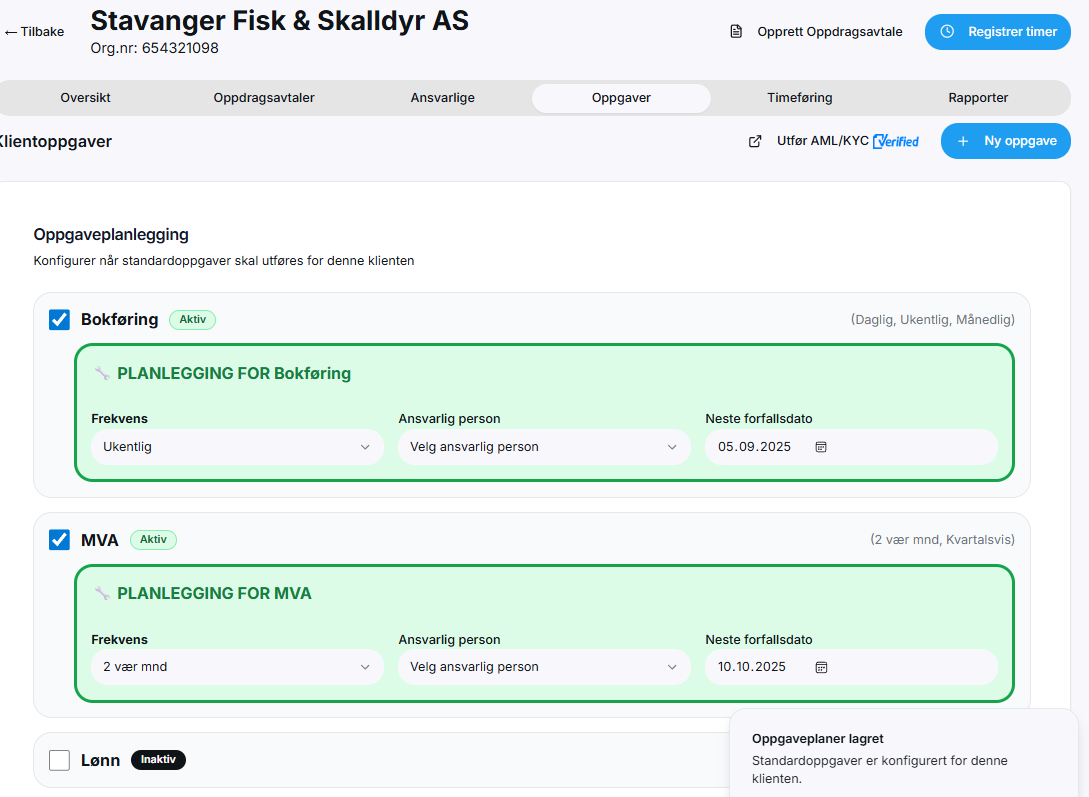 ← Tilbake
Stavanger Fisk & Skalldyr AS
Org.nr: 654321098
Opprett Oppdragsavtale
Registrer timer
Oversikt
Oppdragsavtaler
Ansvarlige
Oppgaver
Timeføring
Rapporter
Klientoppgaver
Utfør AML/KYC Verified
+ Ny oppgave
Oppgaveplanlegging
Konfigurer når standardoppgaver skal utføres for denne klienten
Bokføring Aktiv
(Daglig, Ukentlig, Månedlig)
PLANLEGGING FOR Bokføring
Frekvens
Ansvarlig person
Neste forfallsdato
Ukentlig
Velg ansvarlig person
05.09.2025
MVA Aktiv
(2 vær mnd, Kvartalsvis)
PLANLEGGING FOR MVA
Frekvens
Ansvarlig person
Neste forfallsdato
2 vær mnd
Velg ansvarlig person
10.10.2025
Lønn Inaktiv
Oppgaveplaner lagret
Standardoppgaver er konfigurert for denne
klienten.